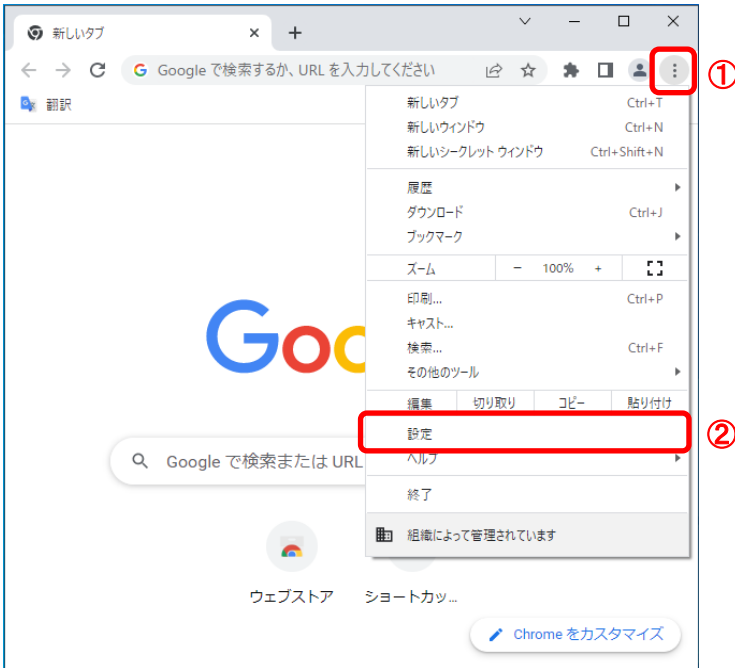 新しいタブ
Google で検索するか、URL を入力してください
①
翻訳
新しいタブ Ctrl+T
新しいウィンドウ Ctrl+N
新しいシークレット ウィンドウ Ctrl+Shift+N
履歴
ダウンロード Ctrl+J
ブックマーク
ズーム − 100% +
印刷... Ctrl+P
キャスト...
検索... Ctrl+F
その他のツール
編集 切り取り コピー 貼り付け
設定
②
ヘルプ
終了
組織によって管理されています
Goo
Google で検索または URL
ウェブストア ショートカッ...
Chrome をカスタマイズ